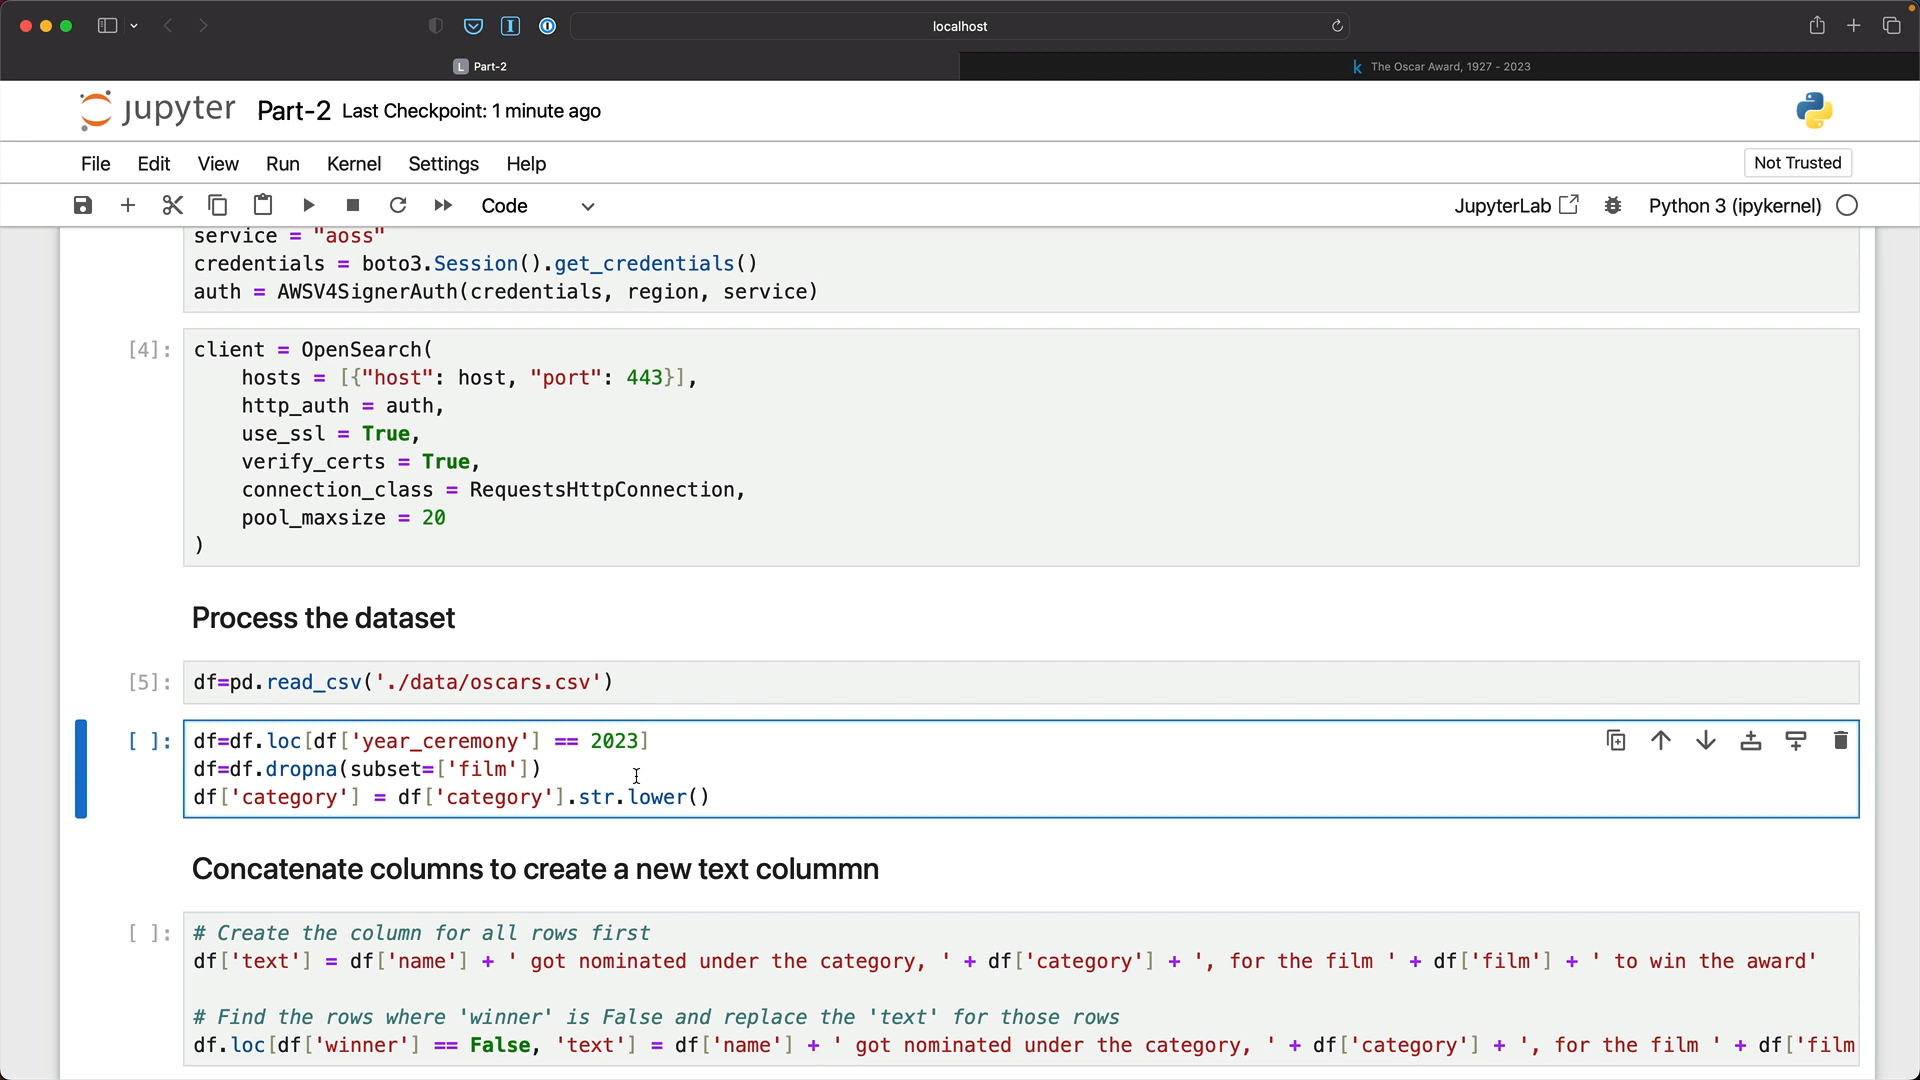 localhost
L Part-2
k The Oscar Award, 1927 - 2023
jupyter Part-2 Last Checkpoint: 1 minute ago
File Edit View Run Kernel Settings Help
Not Trusted
Code
JupyterLab
Python 3 (ipykernel)
service = "aoss"
credentials = boto3.Session().get_credentials()
auth = AWSV4SignerAuth(credentials, region, service)
[4]:
client = OpenSearch(
    hosts = [{"host": host, "port": 443}],
    http_auth = auth,
    use_ssl = True,
    verify_certs = True,
    connection_class = RequestsHttpConnection,
    pool_maxsize = 20
)
Process the dataset
[5]:
df=pd.read_csv('./data/oscars.csv')
[ ]:
df=df.loc[df['year_ceremony'] == 2023]
df=df.dropna(subset=['film'])
df['category'] = df['category'].str.lower()
Concatenate columns to create a new text colummn
[ ]:
# Create the column for all rows first
df['text'] = df['name'] + ' got nominated under the category, ' + df['category'] + ', for the film ' + df['film'] + ' to win the award'
# Find the rows where 'winner' is False and replace the 'text' for those rows
df.loc[df['winner'] == False, 'text'] = df['name'] + ' got nominated under the category, ' + df['category'] + ', for the film ' + df['film